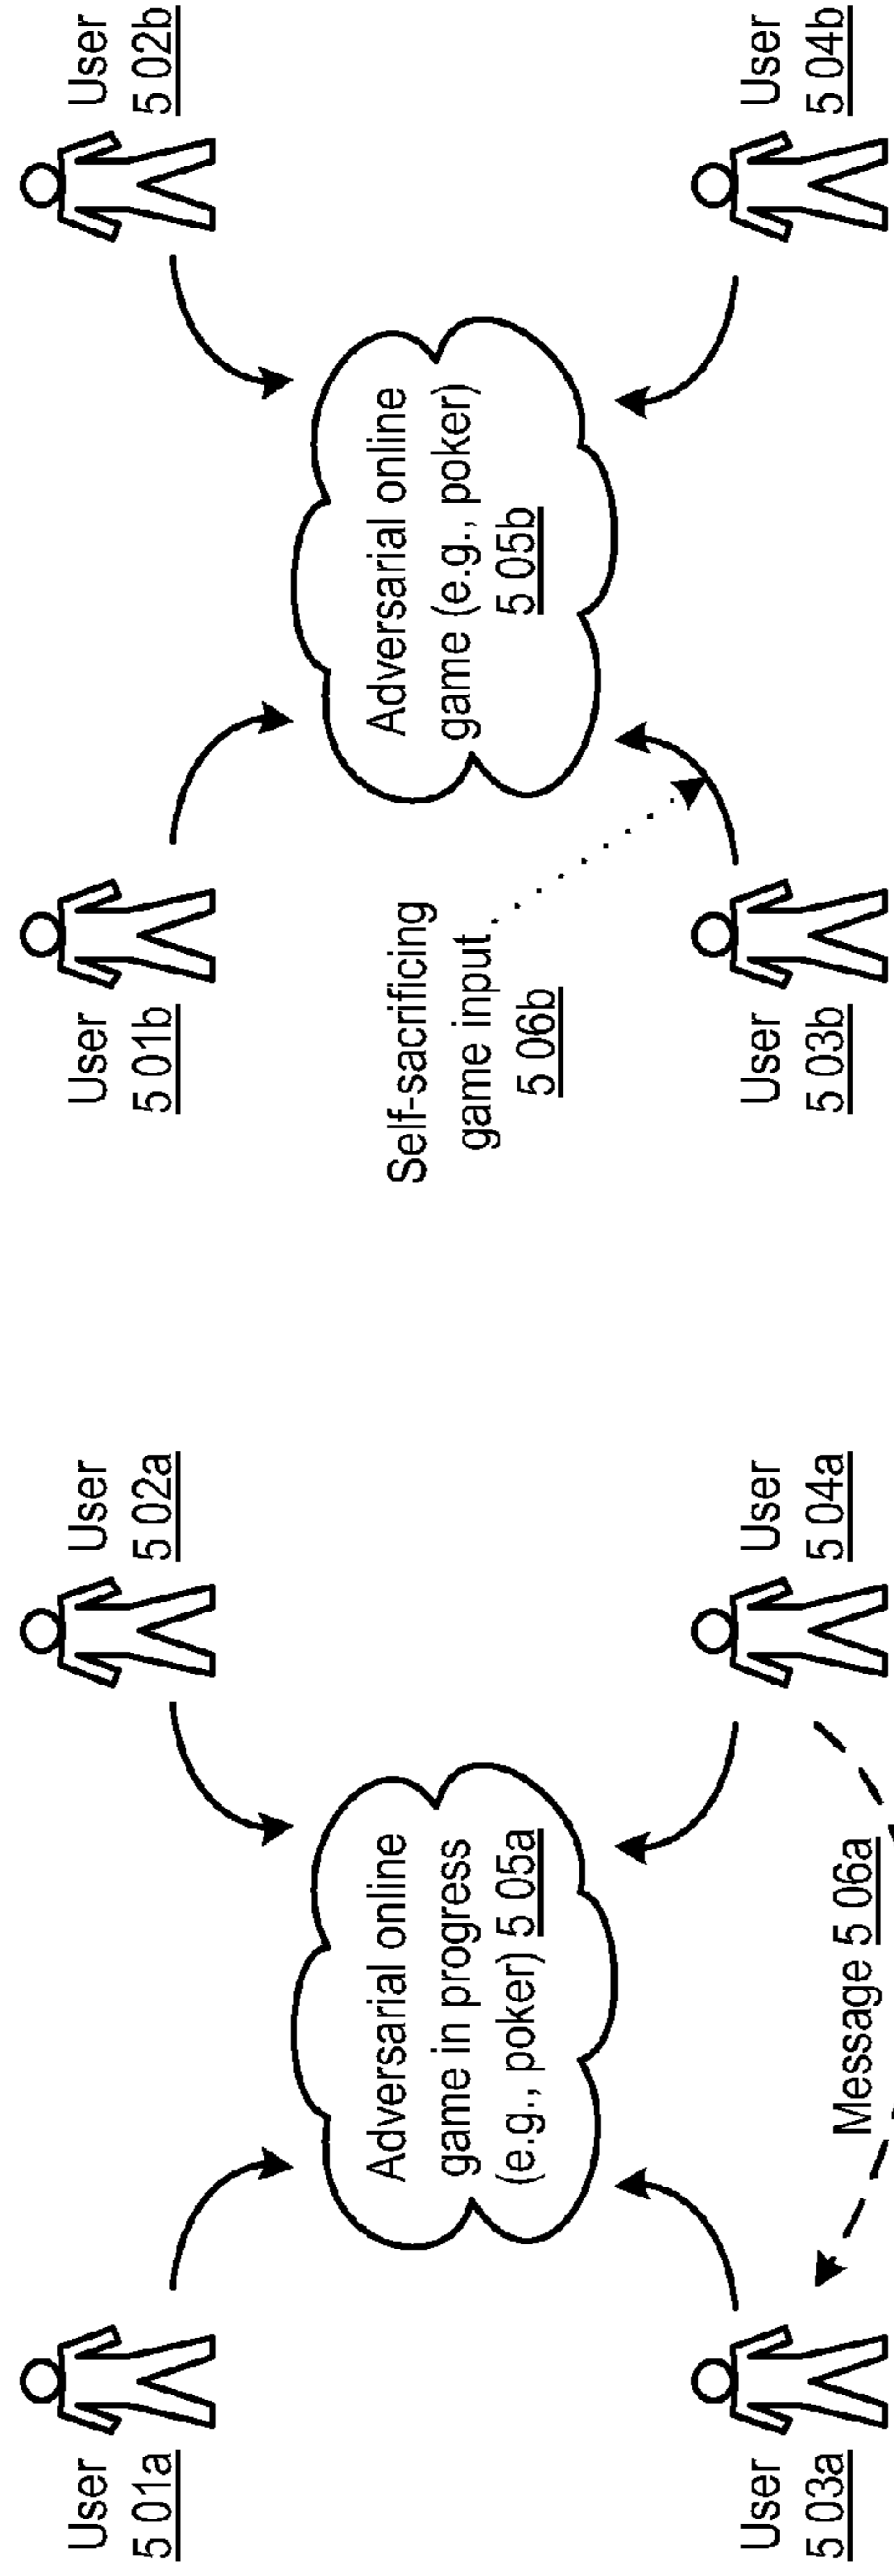 User
5 01a
User
5 02a
Adversarial online
game in progress
(e.g., poker) 5 05a
User
5 03a
User
5 04a
Message 5 06a
User
5 01b
User
5 02b
Adversarial online
game (e.g., poker)
5 05b
Self-sacrificing
game input
5 06b
User
5 03b
User
5 04b